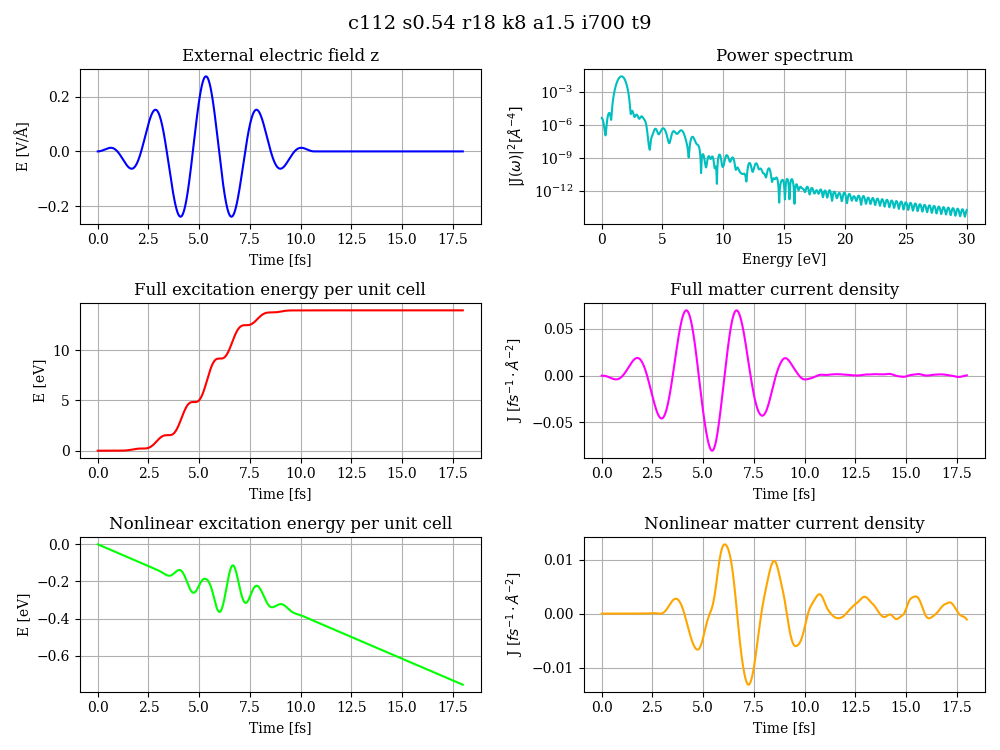 c112 s0.54 r18 k8 a1.5 i700 t9
External electric field z
E [V/Å]
0.2
0.0
−0.2
0.0 2.5 5.0 7.5 10.0 12.5 15.0 17.5
Time [fs]
Power spectrum
|J(ω)|² [Å⁻⁴]
10⁻³
10⁻⁶
10⁻⁹
10⁻¹²
0 5 10 15 20 25 30
Energy [eV]
Full excitation energy per unit cell
E [eV]
10
5
0
0.0 2.5 5.0 7.5 10.0 12.5 15.0 17.5
Time [fs]
Full matter current density
J [fs⁻¹ · Å⁻²]
0.05
0.00
−0.05
0.0 2.5 5.0 7.5 10.0 12.5 15.0 17.5
Time [fs]
Nonlinear excitation energy per unit cell
E [eV]
0.0
−0.2
−0.4
−0.6
0.0 2.5 5.0 7.5 10.0 12.5 15.0 17.5
Time [fs]
Nonlinear matter current density
J [fs⁻¹ · Å⁻²]
0.01
0.00
−0.01
0.0 2.5 5.0 7.5 10.0 12.5 15.0 17.5
Time [fs]